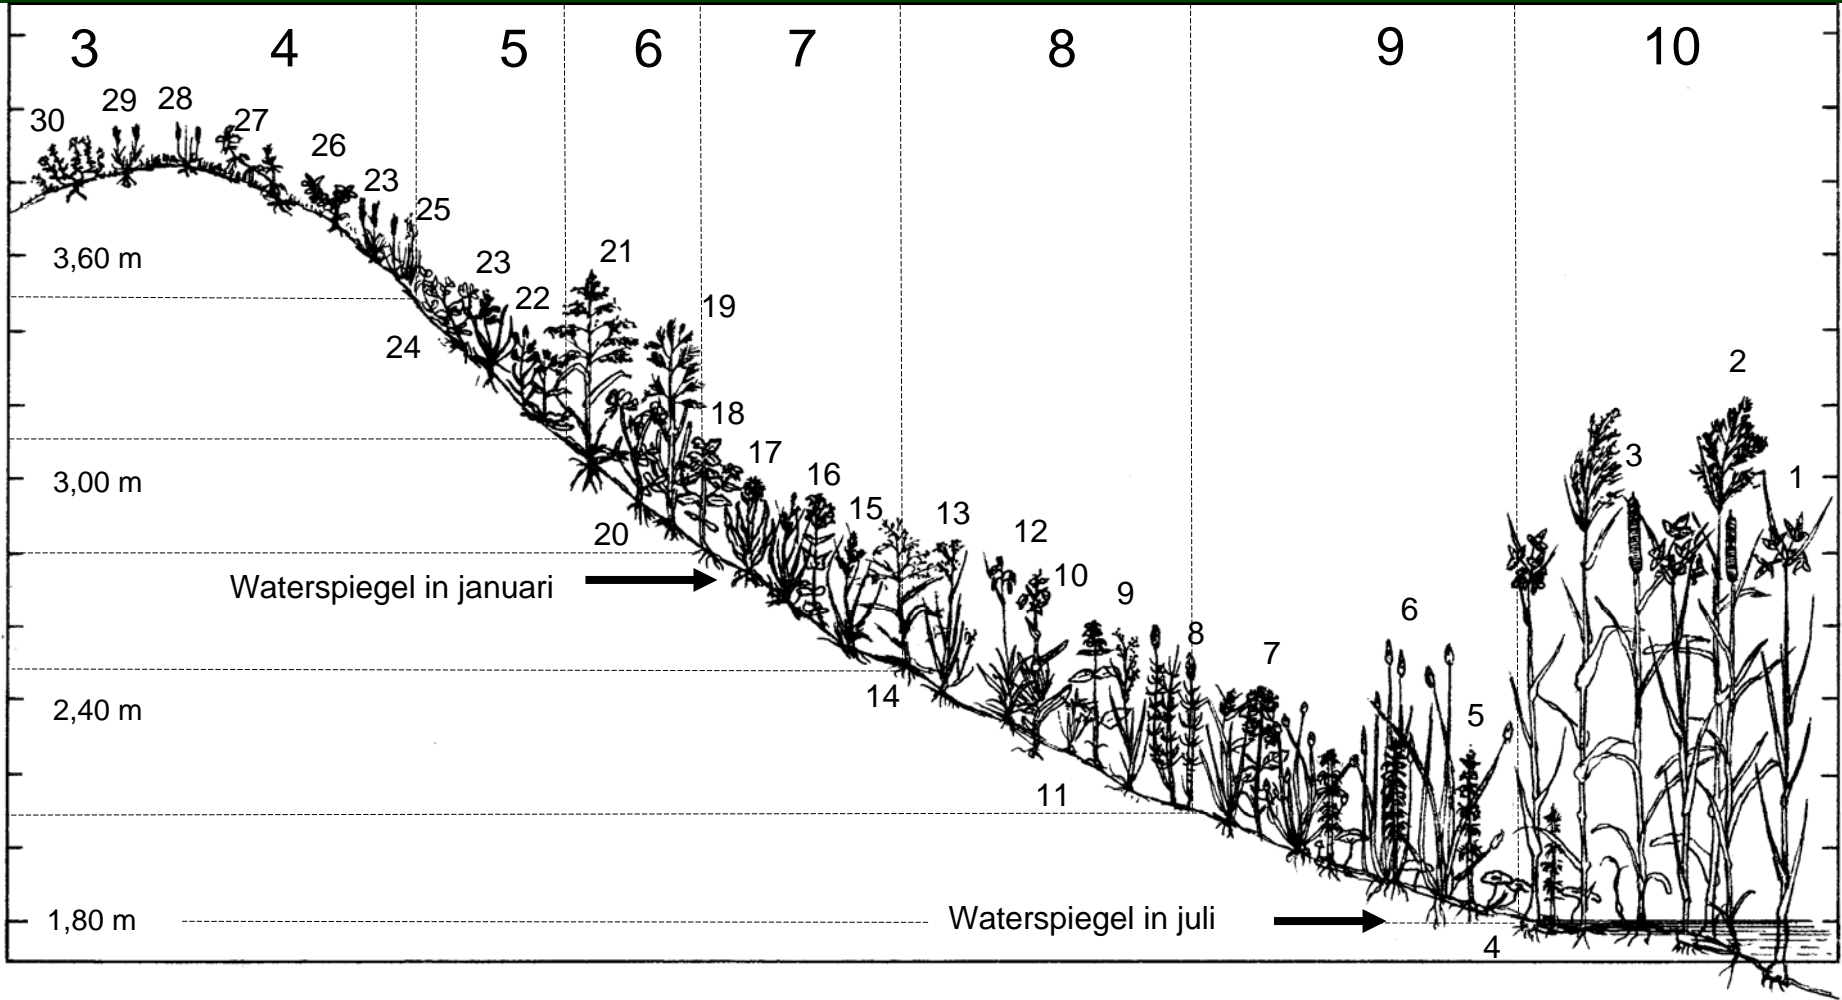 3 4 5 6 7 8 9 10
30 29 28 27
26
23
25
3,60 m
23 21
22 19
24
2
18
17 3
3,00 m 16 1
20 15 13 12
Waterspiegel in januari 10 9
6
8 7
14
2,40 m 5
11
1,80 m Waterspiegel in juli
4